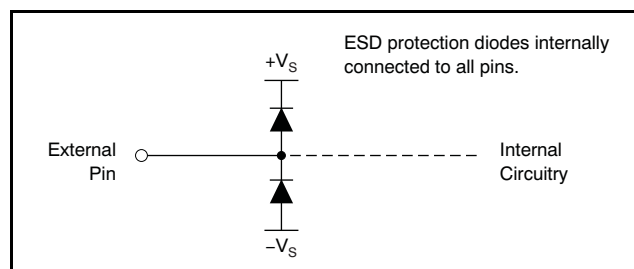 ESD protection diodes internally
connected to all pins.
+VS
External
Pin
Internal
Circuitry
−VS